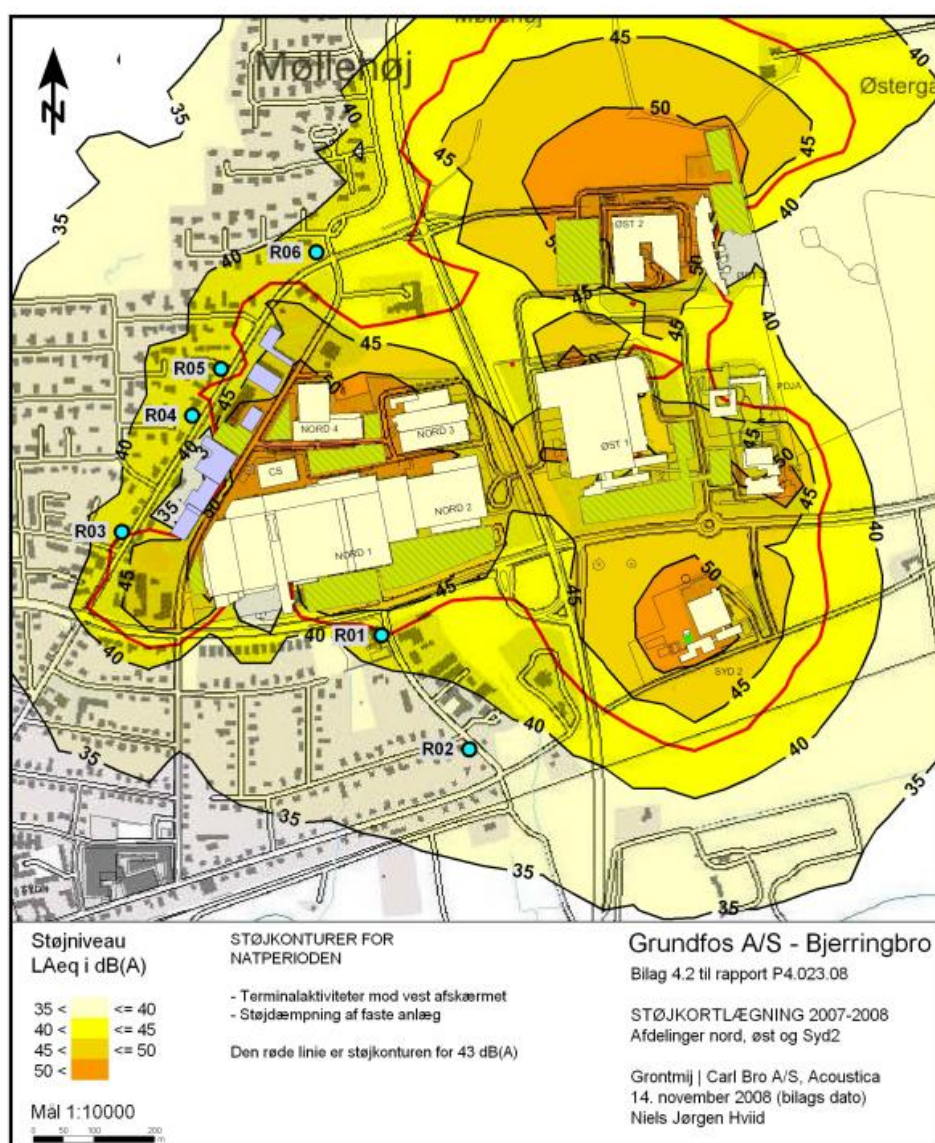 Møllehøj
Møllehøj
N
R06
R05
R04
R03
R01
R02
ØST 2
ØST 1
NORD 4
NORD 3
CS
NORD 2
NORD 1
SYD 2
PDJA
35
40
45
50
Støjniveau
LAeq i dB(A)
35 < <= 40
40 < <= 45
45 < <= 50
50 <
Mål 1:10000
0 50 100 200
m
STØJKONTURER FOR
NATPERIODEN
- Terminalaktiviteter mod vest afskærmet
- Støjdæmpning af faste anlæg
Den røde linie er støjkonturen for 43 dB(A)
Grundfos A/S - Bjerringbro
Bilag 4.2 til rapport P4.023.08
STØJKORTLÆGNING 2007-2008
Afdelinger nord, øst og Syd2
Grontmij | Carl Bro A/S, Acoustica
14. november 2008 (bilags dato)
Niels Jørgen Hviid